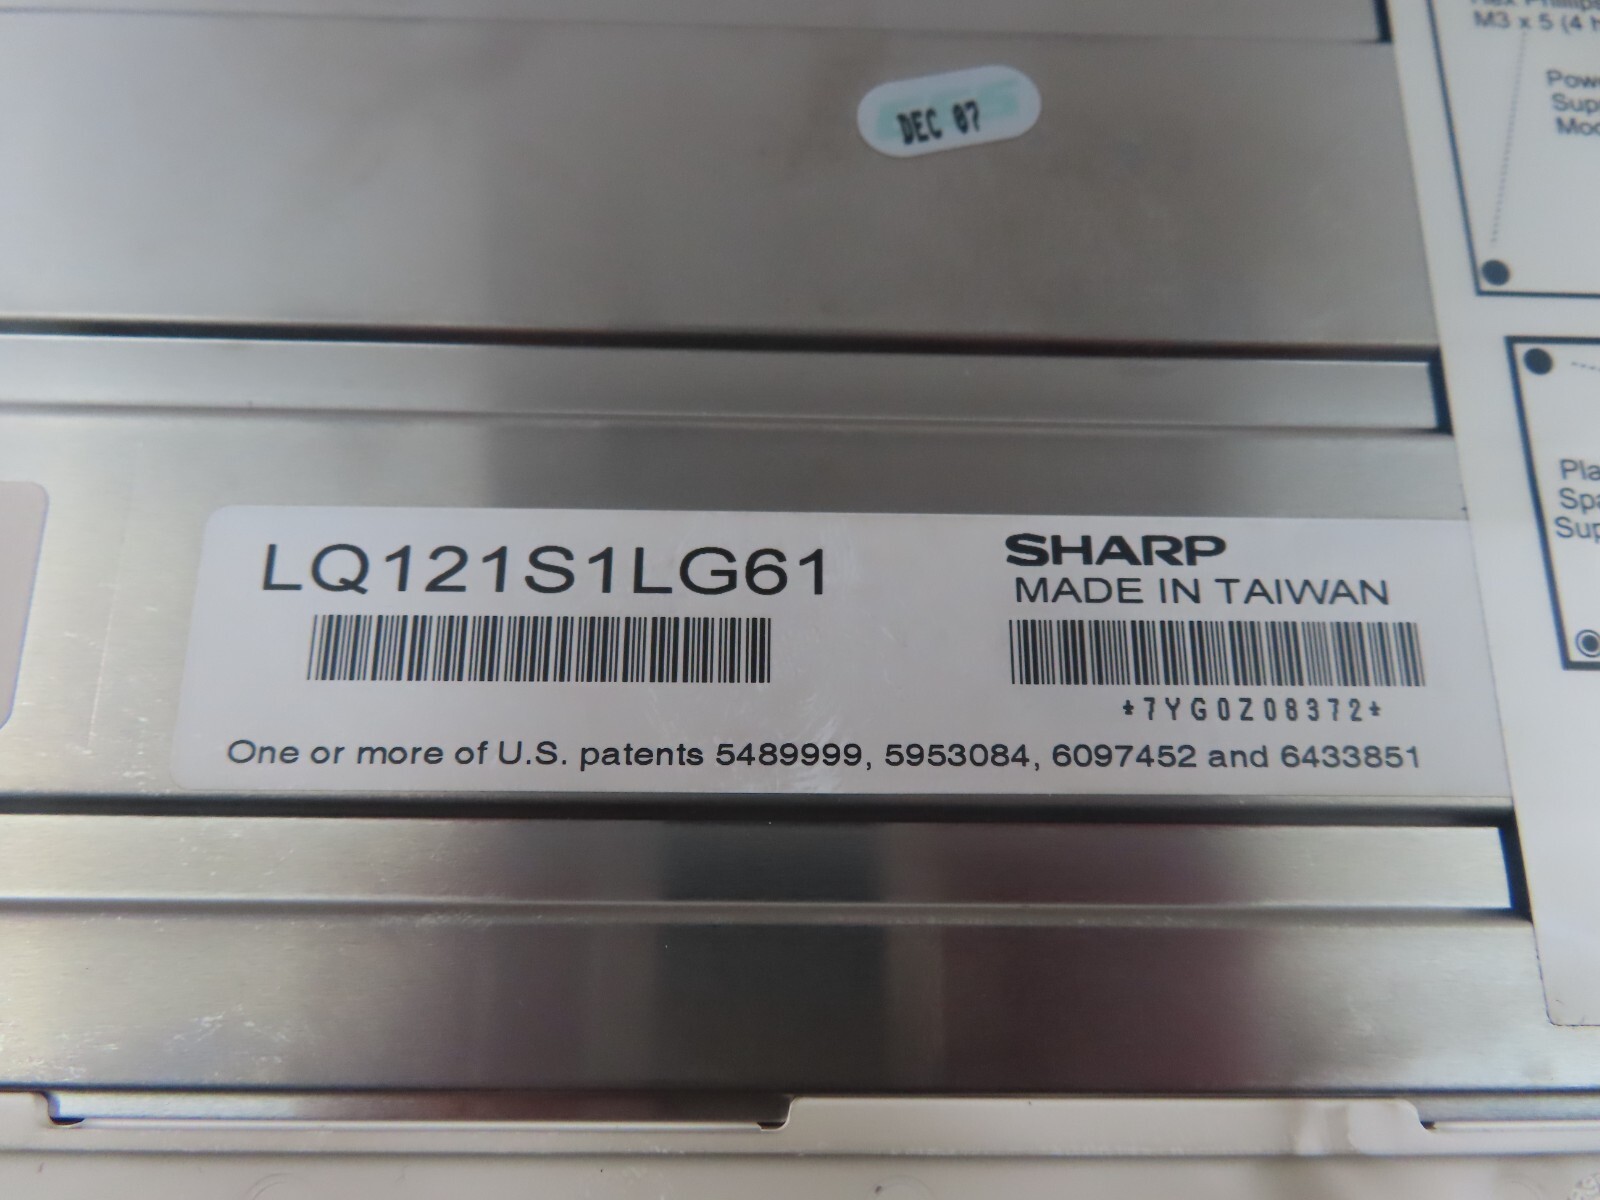 M3 x 5 (4
DEC 07
LQ121S1LG61
SHARP
MADE IN TAIWAN
*7YG0Z08372*
One or more of U.S. patents 5489999, 5953084, 6097452 and 6433851